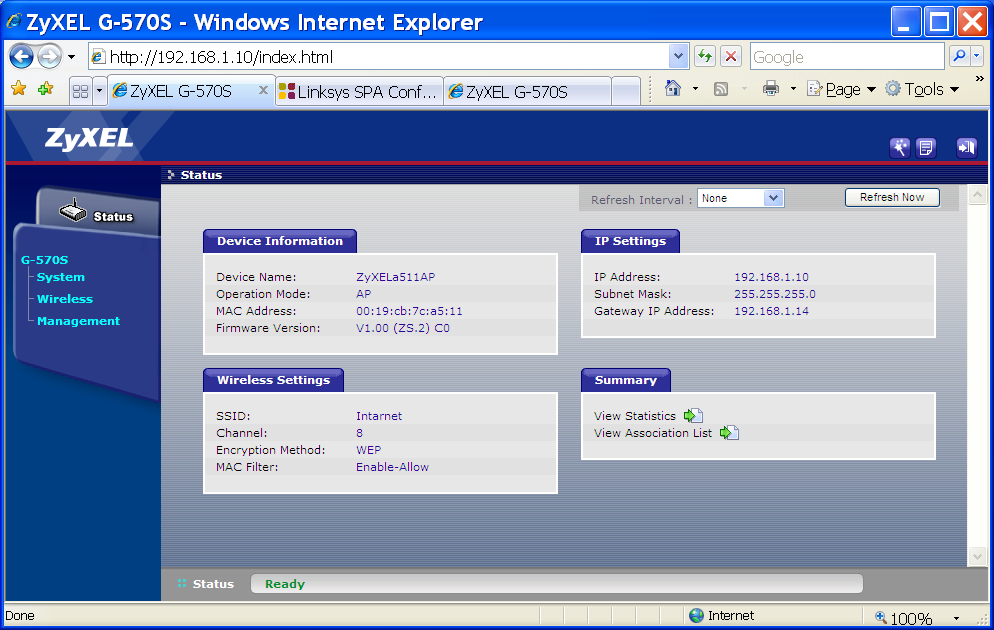 ZyXEL G-570S - Windows Internet Explorer
http://192.168.1.10/index.html
Google
ZyXEL G-570S
Linksys SPA Conf...
ZyXEL G-570S
Page
Tools
»
ZyXEL
Status
Status
G-570S
System
Wireless
Management
Refresh Interval : None Refresh Now
Device Information
Device Name: ZyXELa511AP
Operation Mode: AP
MAC Address: 00:19:cb:7c:a5:11
Firmware Version: V1.00 (ZS.2) C0
IP Settings
IP Address: 192.168.1.10
Subnet Mask: 255.255.255.0
Gateway IP Address: 192.168.1.14
Wireless Settings
SSID: Intarnet
Channel: 8
Encryption Method: WEP
MAC Filter: Enable-Allow
Summary
View Statistics
View Association List
Status Ready
Done Internet 100%